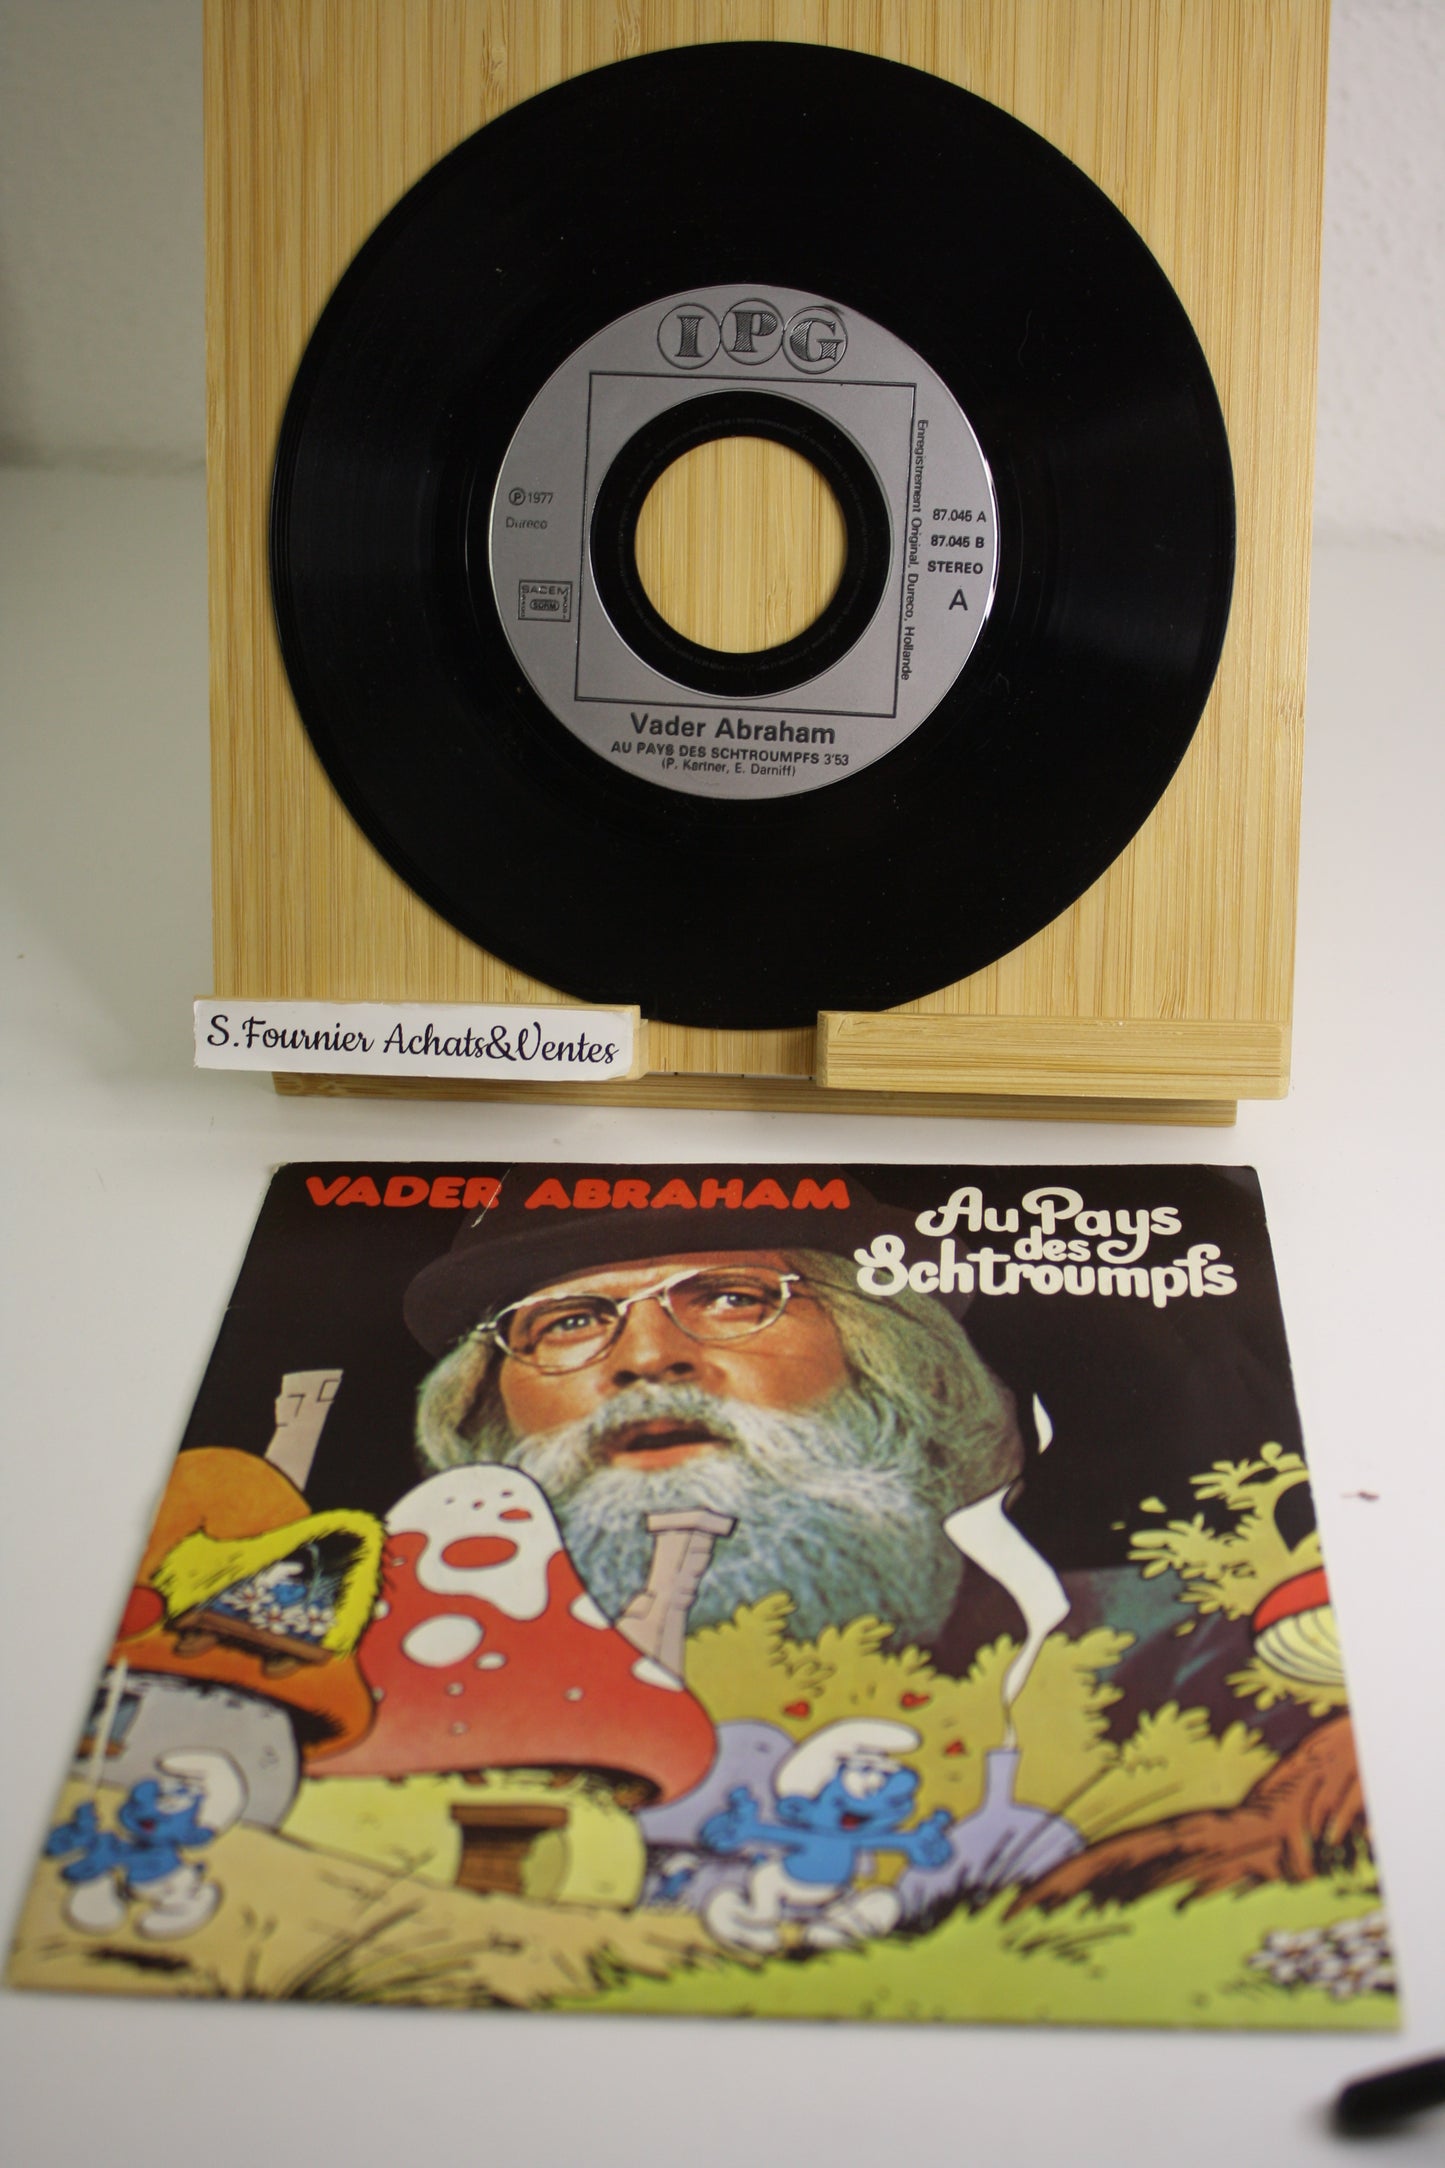 IPG
℗ 1977
Dureco
SACEM
SDRM
Enregistrement Original, Dureco, Hollande
87.045 A
87.045 B
STEREO
A
Vader Abraham
AU PAYS DES SCHTROUMPFS 3'53
(P. Kartner, E. Darniff)
S.Fournier Achats&Ventes
VADER ABRAHAM
Au Pays
des
Schtroumpfs